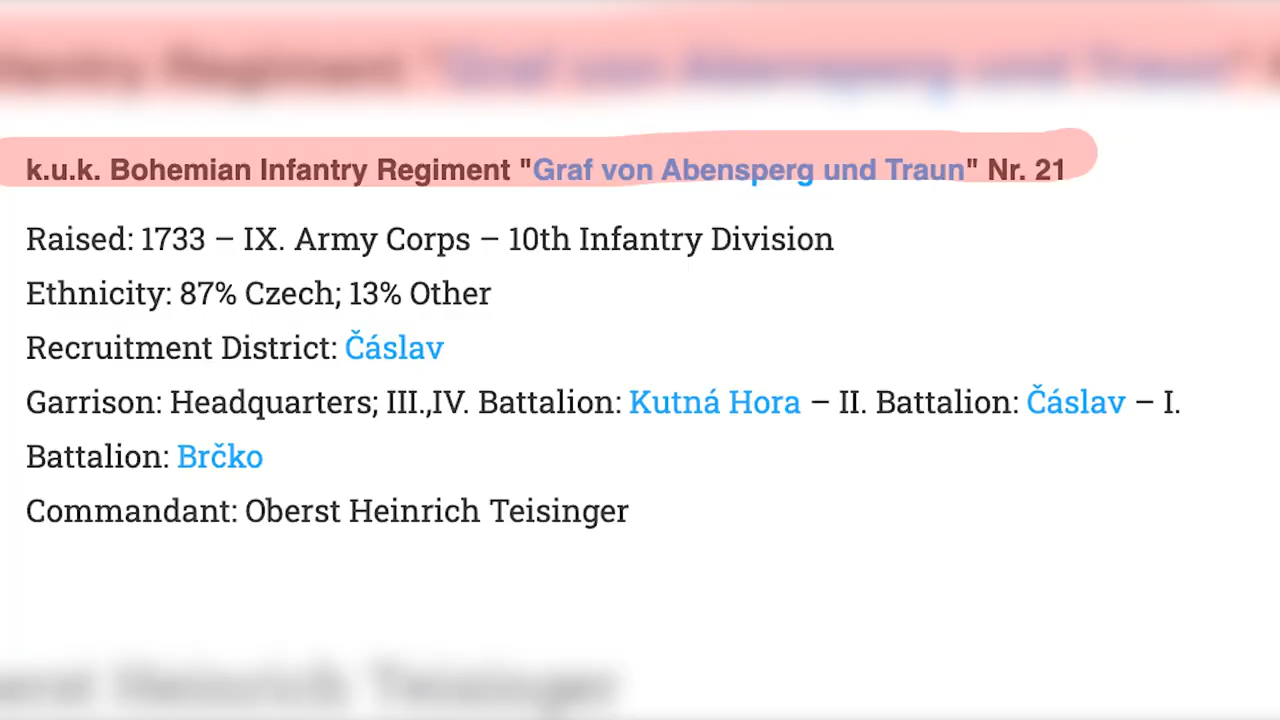 k.u.k. Bohemian Infantry Regiment "Graf von Abensperg und Traun" Nr. 21
Raised: 1733 – IX. Army Corps – 10th Infantry Division
Ethnicity: 87% Czech; 13% Other
Recruitment District: Čáslav
Garrison: Headquarters; III.,IV. Battalion: Kutná Hora – II. Battalion: Čáslav – I.
Battalion: Brčko
Commandant: Oberst Heinrich Teisinger